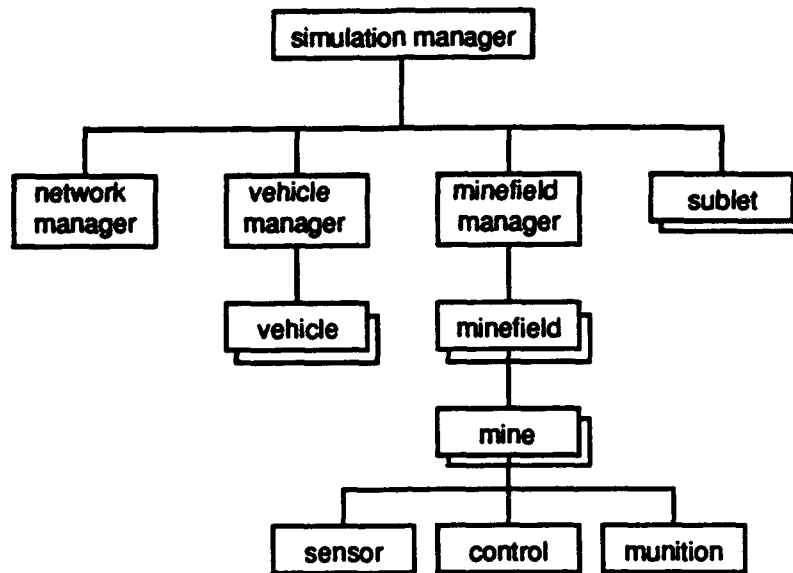 simulation manager
network
manager
vehicle
manager
minefield
manager
sublet
vehicle
minefield
mine
sensor
control
munition